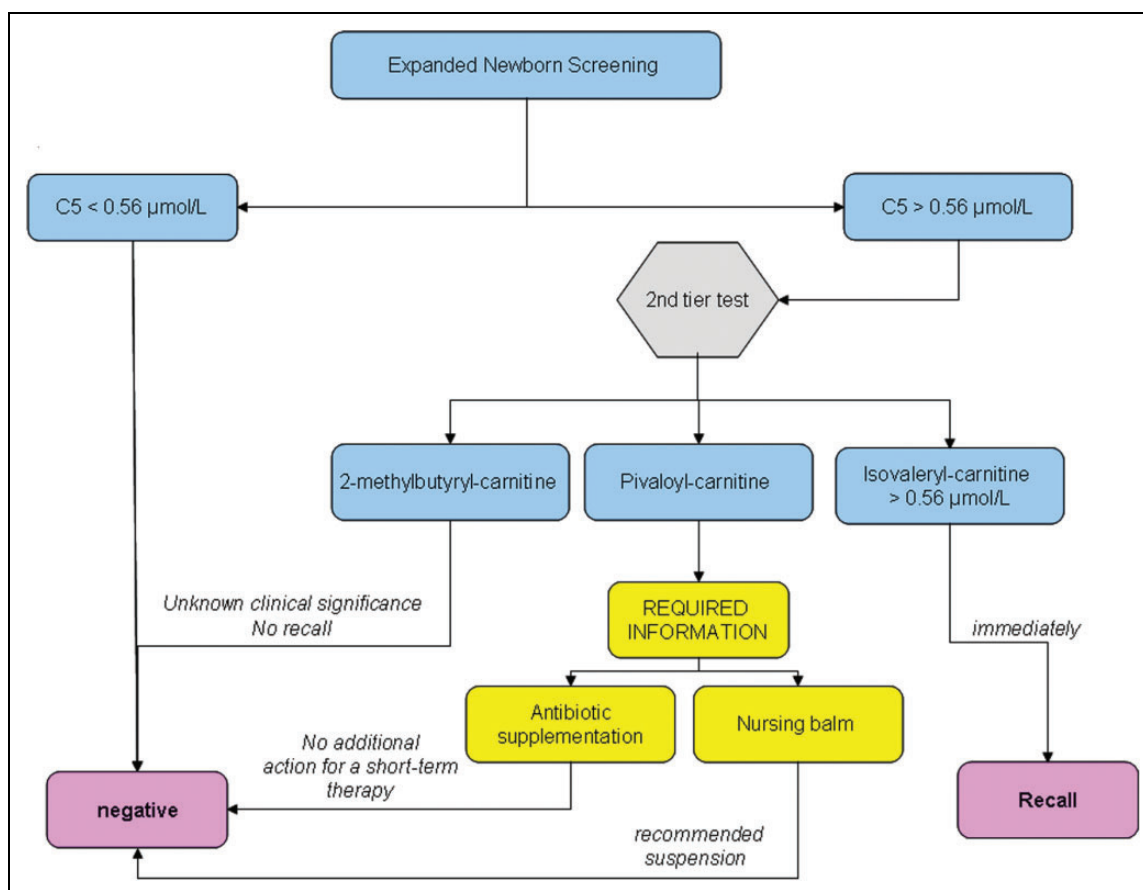 Expanded Newborn Screening
C5 < 0.56 µmol/L
C5 > 0.56 µmol/L
2nd tier test
2-methylbutyryl-carnitine
Pivaloyl-carnitine
Isovaleryl-carnitine
> 0.56 µmol/L
Unknown clinical significance
No recall
REQUIRED
INFORMATION
immediately
Antibiotic
supplementation
Nursing balm
No additional
action for a short-term
therapy
negative
Recall
recommended
suspension